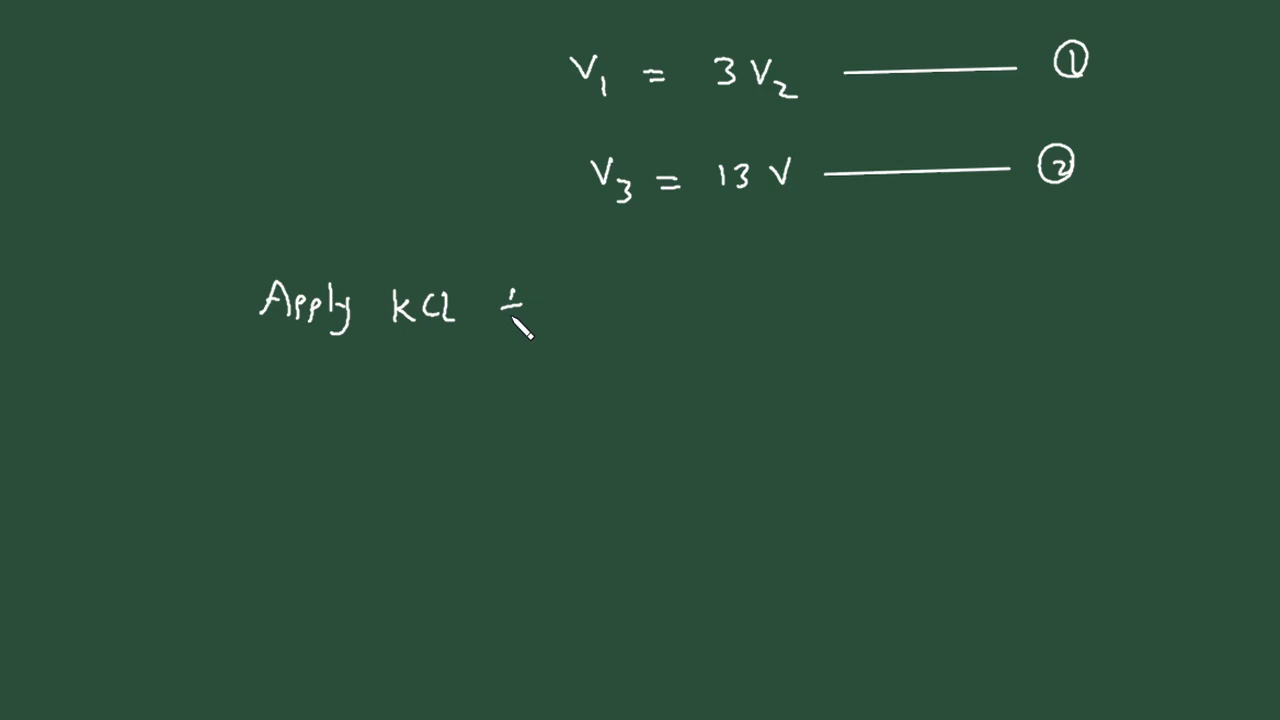 V₁ = 3 V₂ ——— ①
V₃ = 13 V ——— ②
Apply KCL